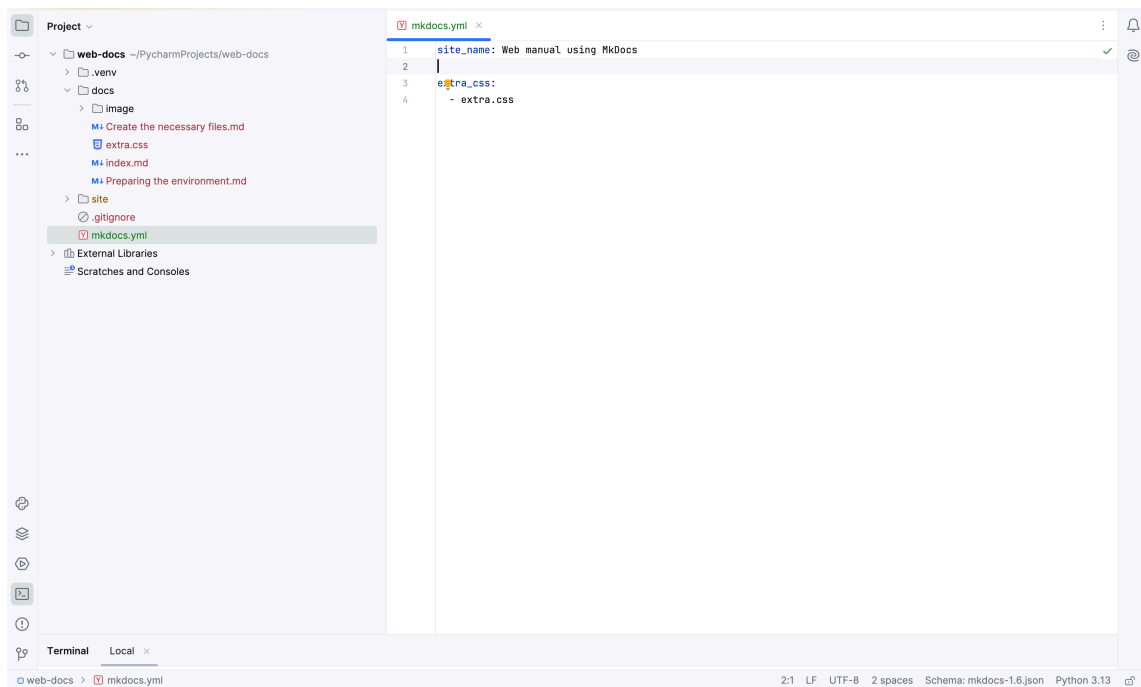 Project
web-docs ~/PycharmProjects/web-docs
.venv
docs
image
M↓ Create the necessary files.md
extra.css
M↓ index.md
M↓ Preparing the environment.md
site
.gitignore
Y mkdocs.yml
External Libraries
Scratches and Consoles
Y mkdocs.yml
1 site_name: Web manual using MkDocs
2
3 extra_css:
4 - extra.css
Terminal Local
web-docs > Y mkdocs.yml
2:1 LF UTF-8 2 spaces Schema: mkdocs-1.6.json Python 3.13